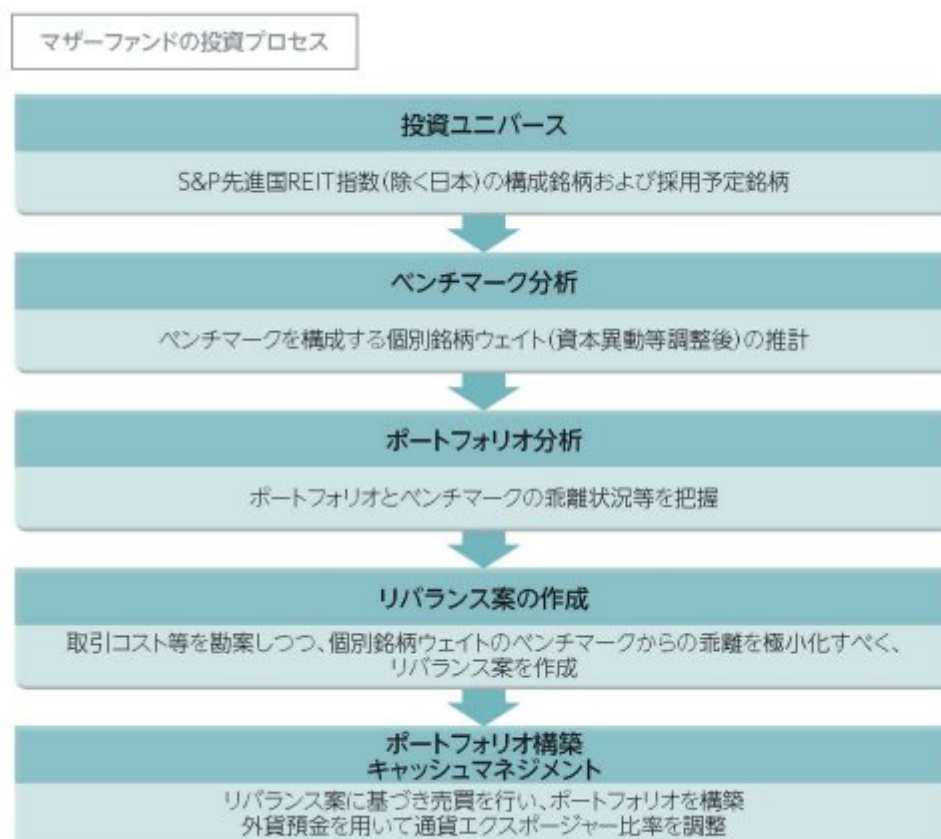 マザーファンドの投資プロセス
投資ユニバース
S&P先進国REIT指数(除く日本)の構成銘柄および採用予定銘柄
ベンチマーク分析
ベンチマークを構成する個別銘柄ウェイト(資本異動等調整後)の推計
ポートフォリオ分析
ポートフォリオとベンチマークの乖離状況等を把握
リバランス案の作成
取引コスト等を勘案しつつ、個別銘柄ウェイトのベンチマークからの乖離を極小化すべく、
リバランス案を作成
ポートフォリオ構築
キャッシュマネジメント
リバランス案に基づき売買を行い、ポートフォリオを構築
外貨預金を用いて通貨エクスポージャー比率を調整